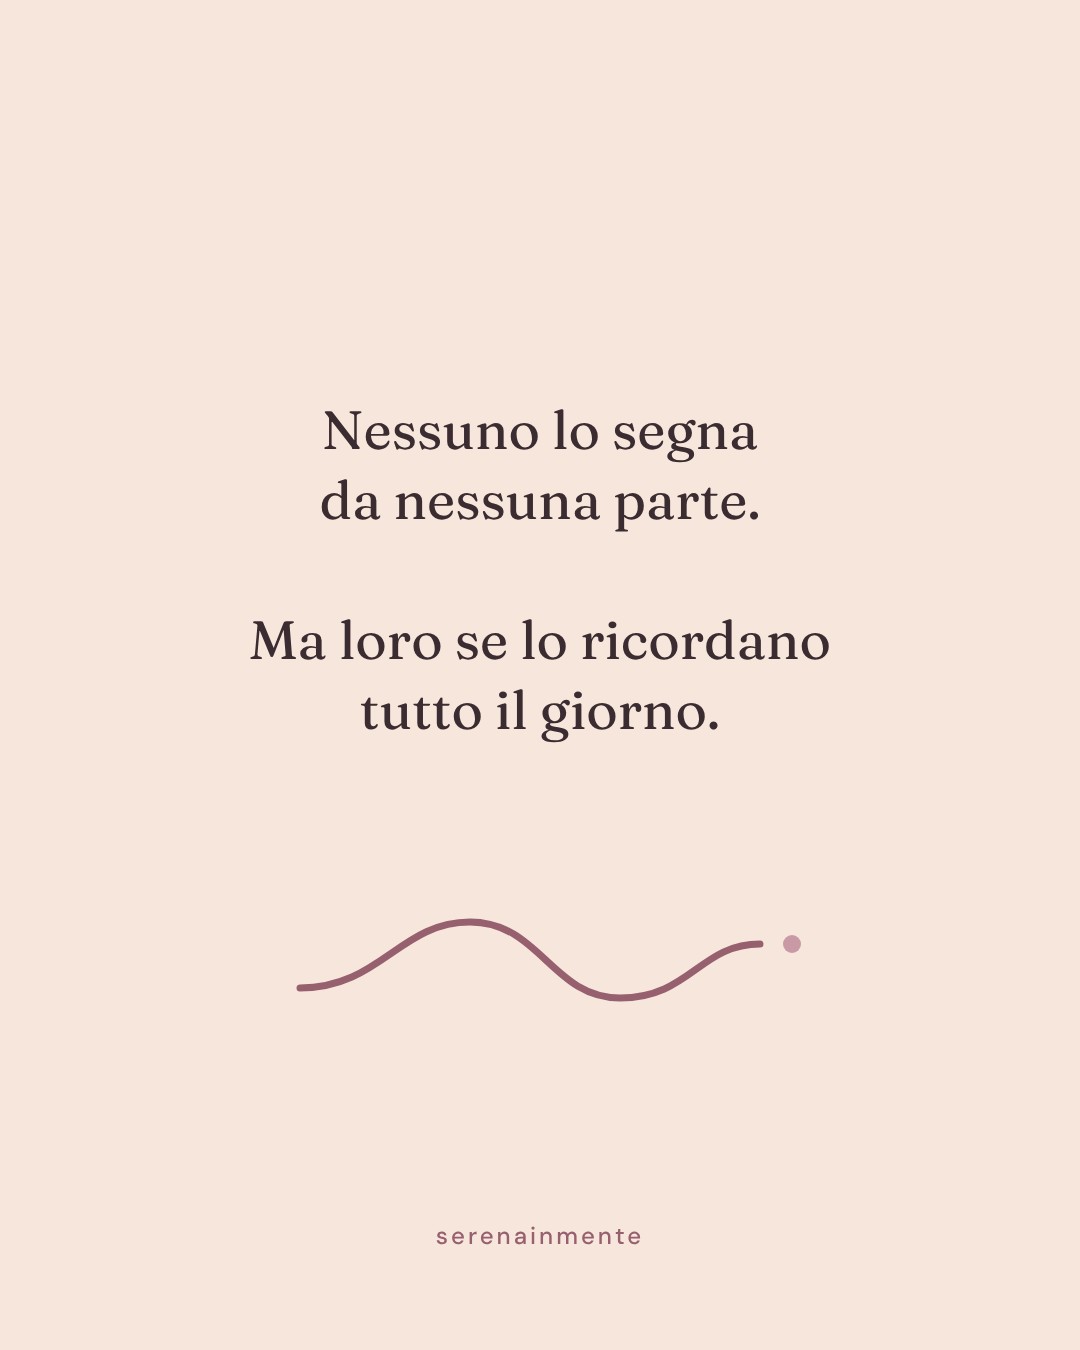 Nessuno lo segna
da nessuna parte.
Ma loro se lo ricordano
tutto il giorno.
serenainmente